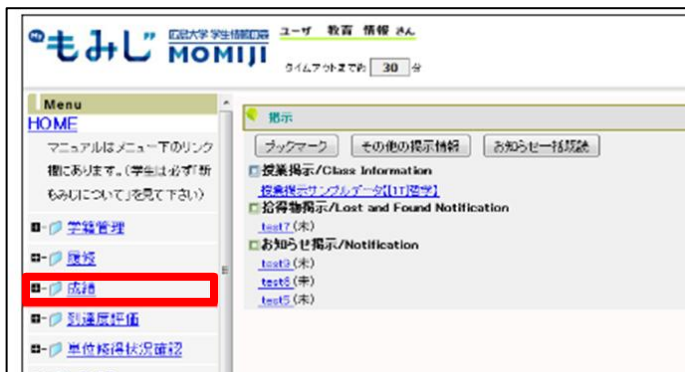 もみじ 広島大学 学生情報の森
MOMIJI
ユーザ 教育 情報 さん
タイムアウトまで約 30 分
Menu
HOME
マニュアルはメニュー下のリンク
欄にあります。(学生は必ず「新
もみじについて」を見て下さい)
学籍管理
履修
成績
到達度評価
単位修得状況確認
掲示
ブックマーク その他の掲示情報 お知らせ一括既読
授業掲示/Class Information
授業掲示サンプルデータ【[1T]哲学】
拾得物掲示/Lost and Found Notification
test7 (未)
お知らせ掲示/Notification
test9 (未)
test6 (未)
test5 (未)